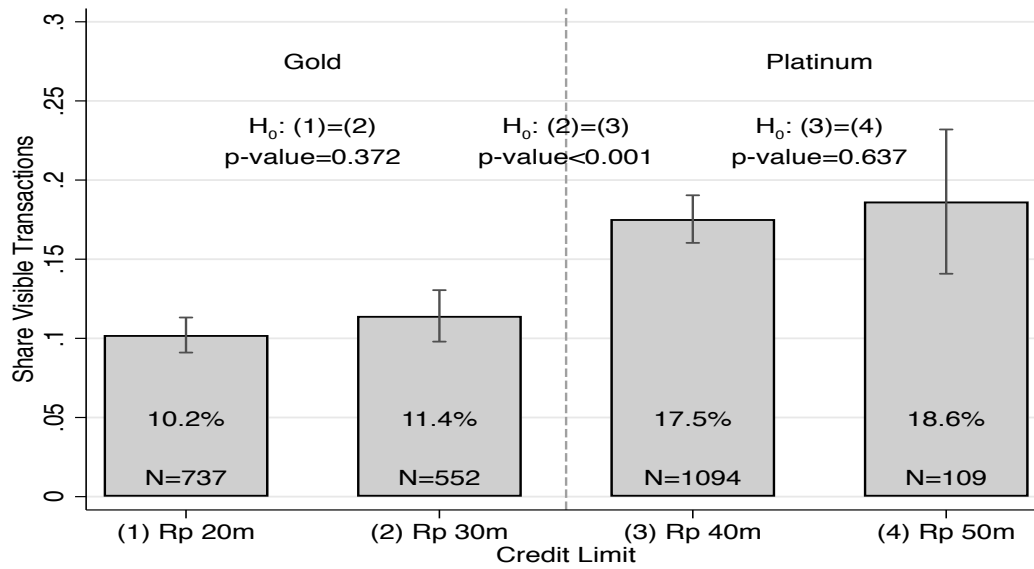 Gold Platinum
H₀: (1)=(2) H₀: (2)=(3) H₀: (3)=(4)
p-value=0.372 p-value<0.001 p-value=0.637
Share Visible Transactions
.3
.25
.2
.15
.1
.05
0
10.2% 11.4% 17.5% 18.6%
N=737 N=552 N=1094 N=109
(1) Rp 20m (2) Rp 30m (3) Rp 40m (4) Rp 50m
Credit Limit